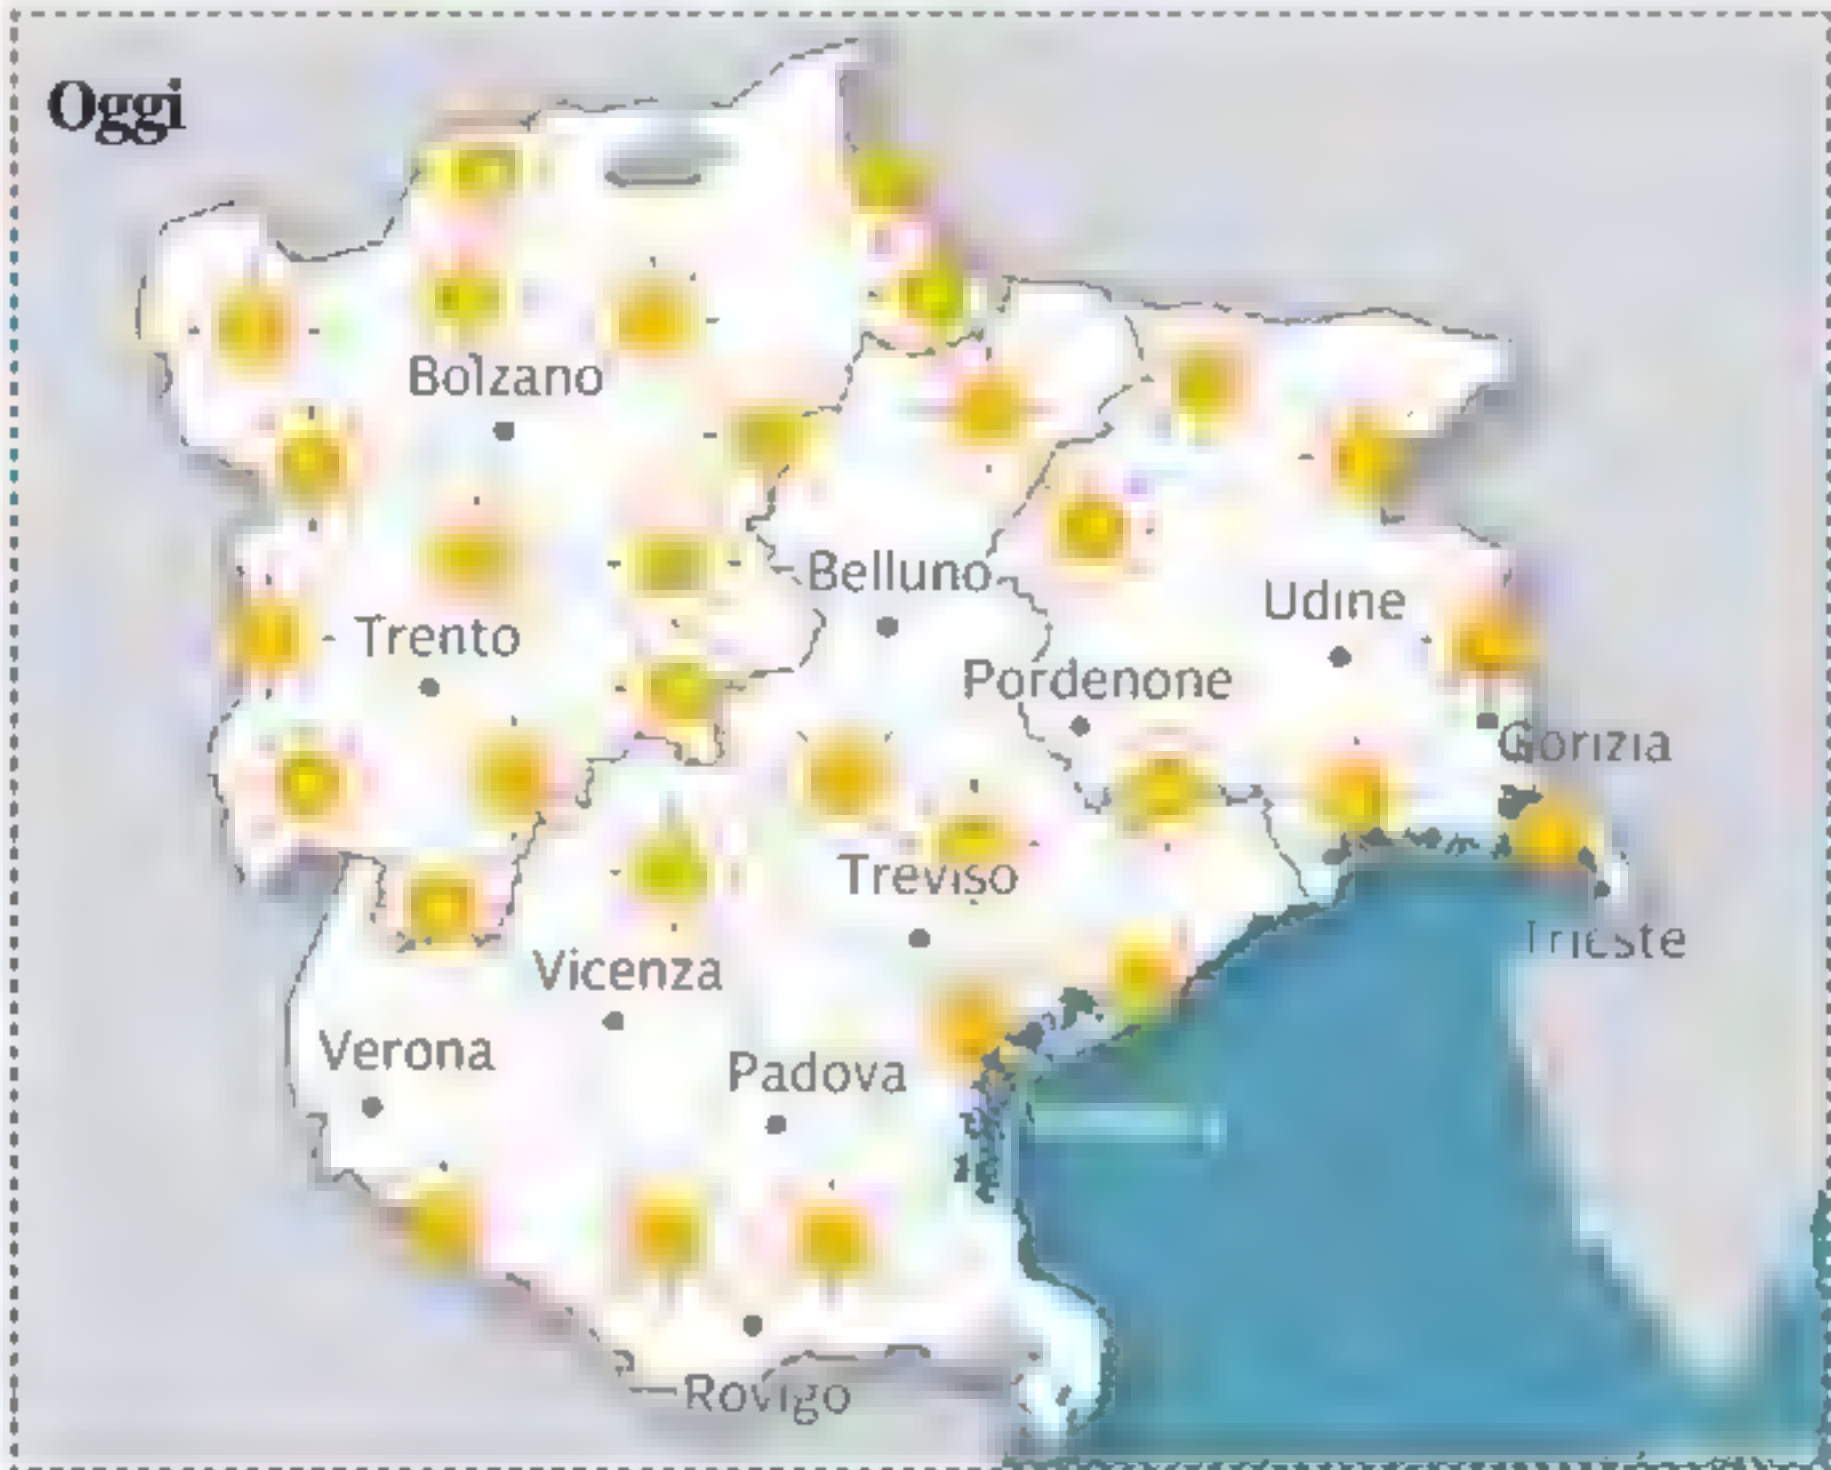 Oggi
Bolzano
Belluno
Udine
Trento
Pordenone
Gorizia
Treviso
Trieste
Vicenza
Verona
Padova
Rovigo